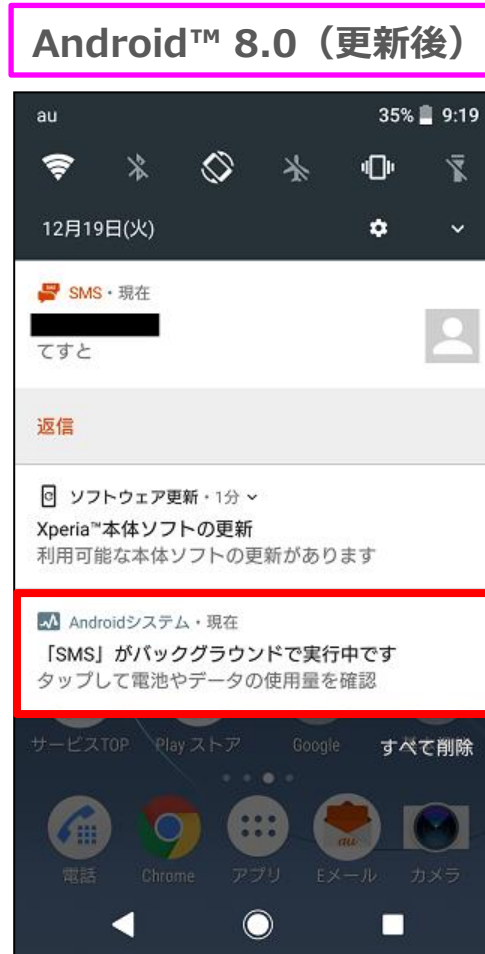 Android™ 8.0（更新後）
au 35% 9:19
12月19日(火)
SMS・現在
てすと
返信
ソフトウェア更新・1分
Xperia™本体ソフトの更新
利用可能な本体ソフトの更新があります
Androidシステム・現在
「SMS」がバックグラウンドで実行中です
タップして電池やデータの使用量を確認
サービスTOP Play ストア Google すべて削除
au
電話 Chrome アプリ Eメール カメラ